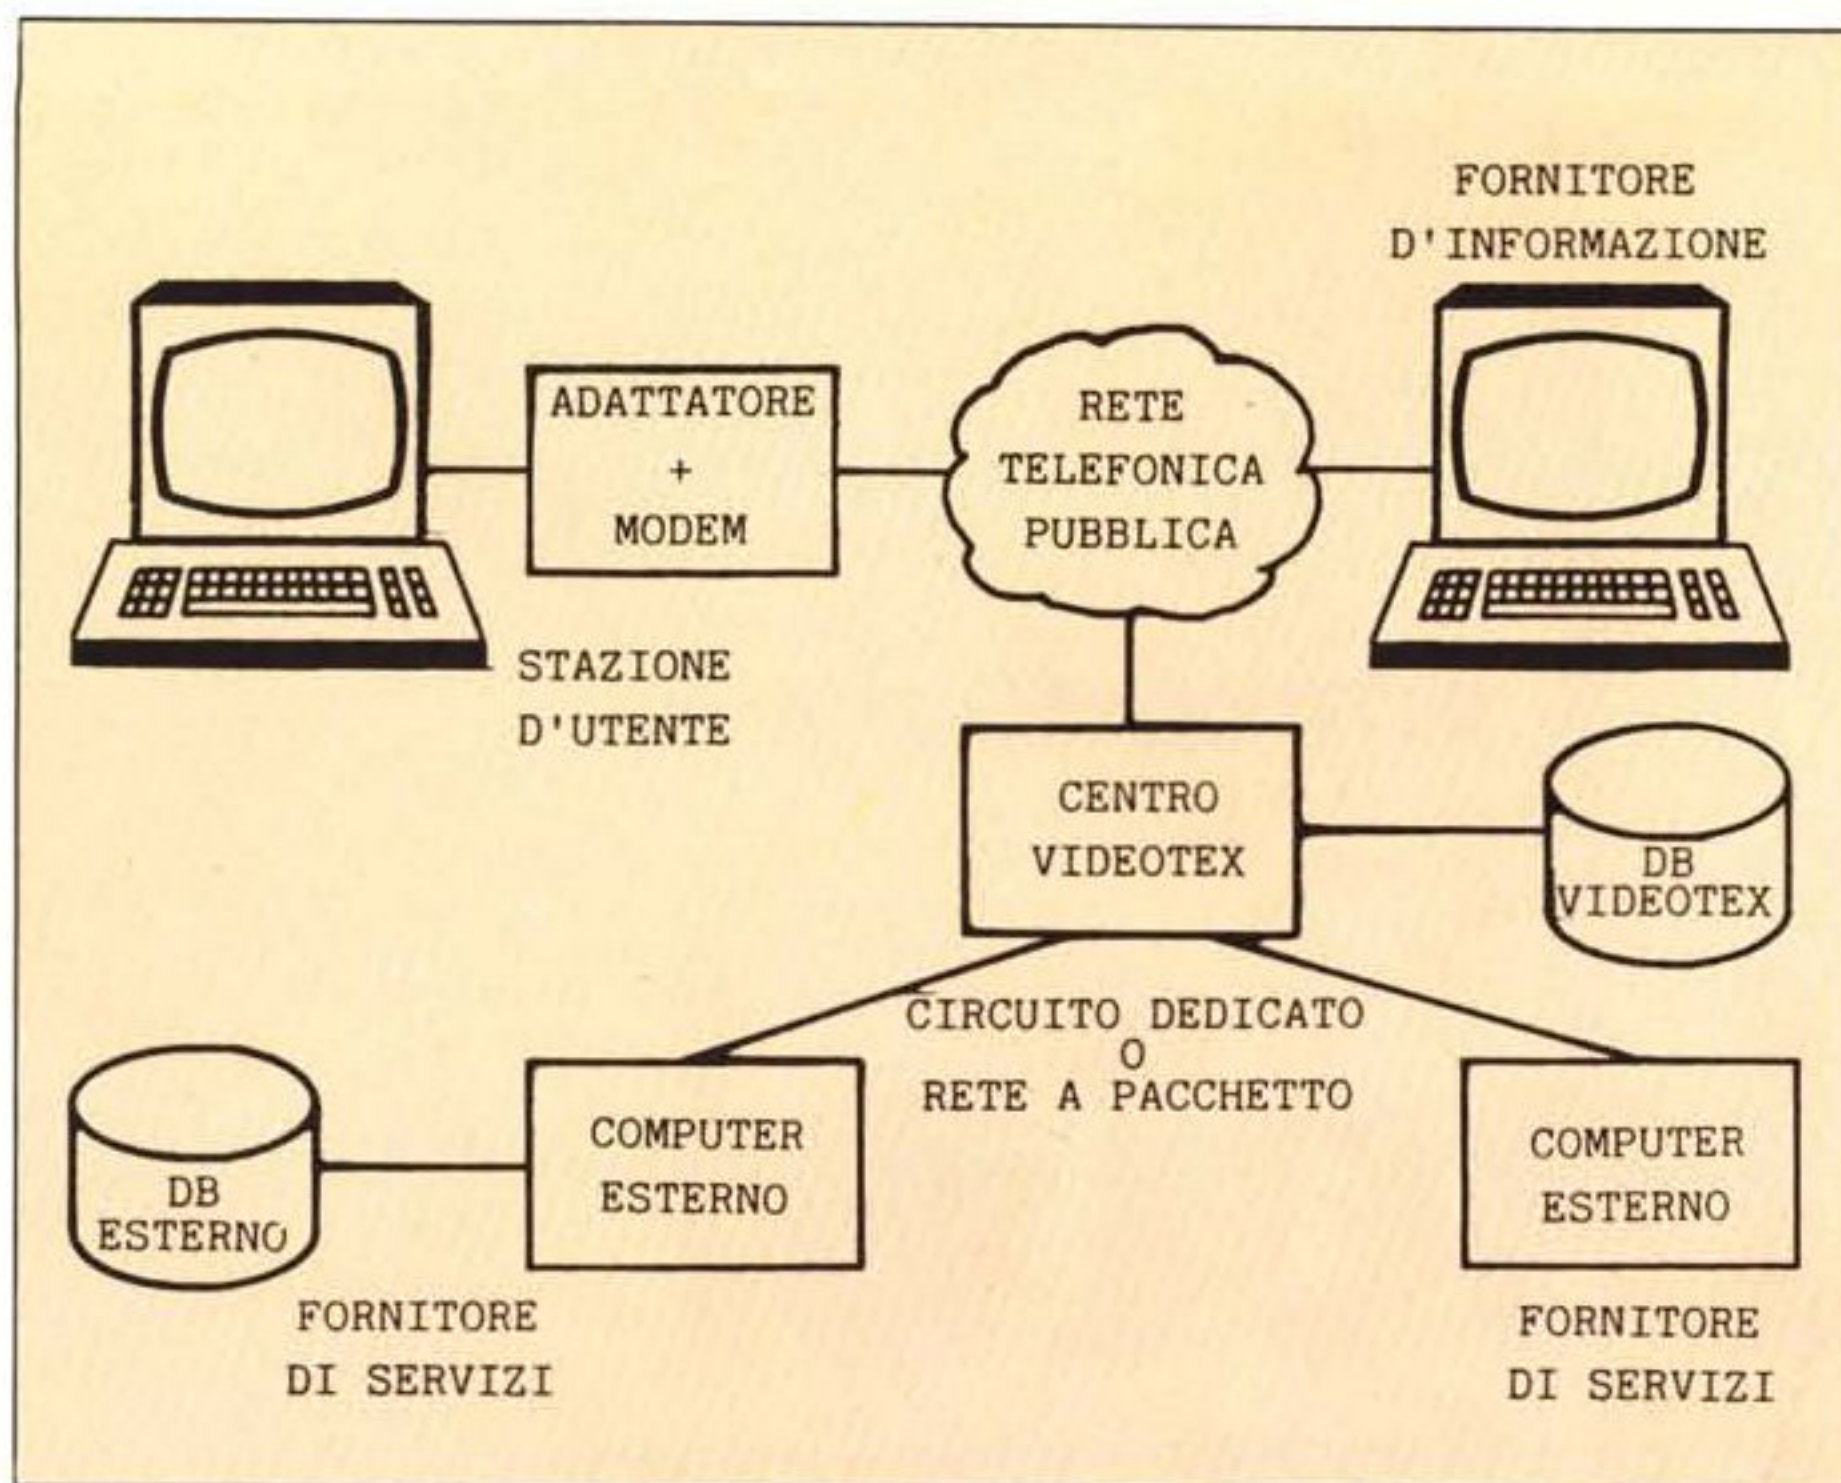 FORNITORE
D'INFORMAZIONE
ADATTATORE
+
MODEM
RETE
TELEFONICA
PUBBLICA
STAZIONE
D'UTENTE
CENTRO
VIDEOTEX
DB
VIDEOTEX
CIRCUITO DEDICATO
O
RETE A PACCHETTO
DB
ESTERNO
COMPUTER
ESTERNO
COMPUTER
ESTERNO
FORNITORE
DI SERVIZI
FORNITORE
DI SERVIZI